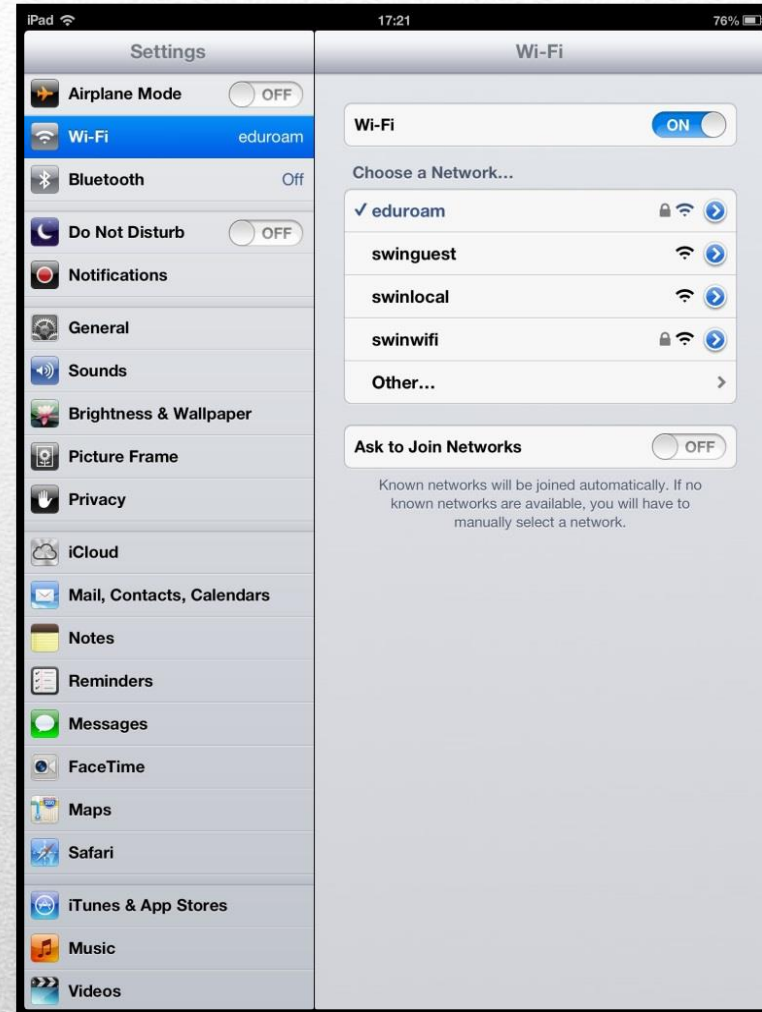 iPad
17:21
76%
Settings
Wi-Fi
Airplane Mode OFF
Wi-Fi eduroam
Bluetooth Off
Do Not Disturb OFF
Notifications
General
Sounds
Brightness & Wallpaper
Picture Frame
Privacy
iCloud
Mail, Contacts, Calendars
Notes
Reminders
Messages
FaceTime
Maps
Safari
iTunes & App Stores
Music
Videos
Wi-Fi ON
Choose a Network...
✓ eduroam
swinguest
swinlocal
swinwifi
Other...
Ask to Join Networks OFF
Known networks will be joined automatically. If no
known networks are available, you will have to
manually select a network.